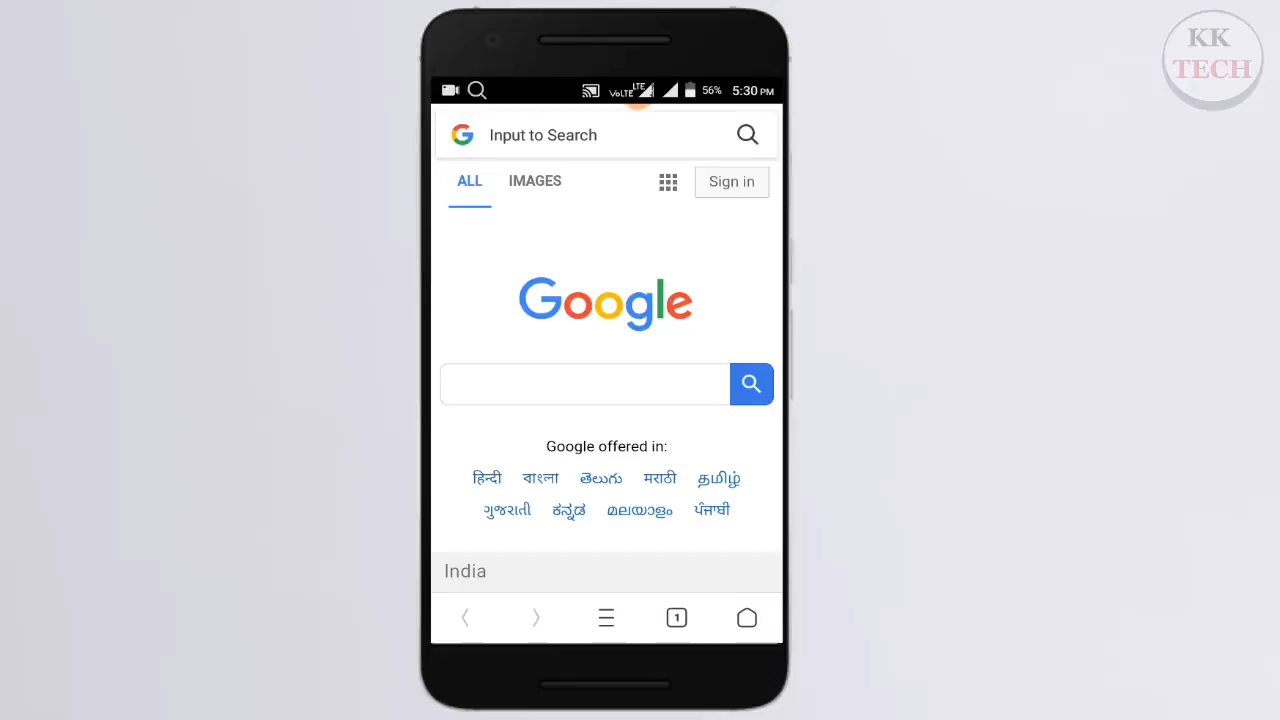 KK
TECH
VoLTE LTE 56% 5:30 PM
Input to Search
ALL IMAGES Sign in
Google
Google offered in:
हिन्दी বাংলা తెలుగు मराठी தமிழ்
ગુજરાતી ಕನ್ನಡ മലയാളം ਪੰਜਾਬੀ
India
1